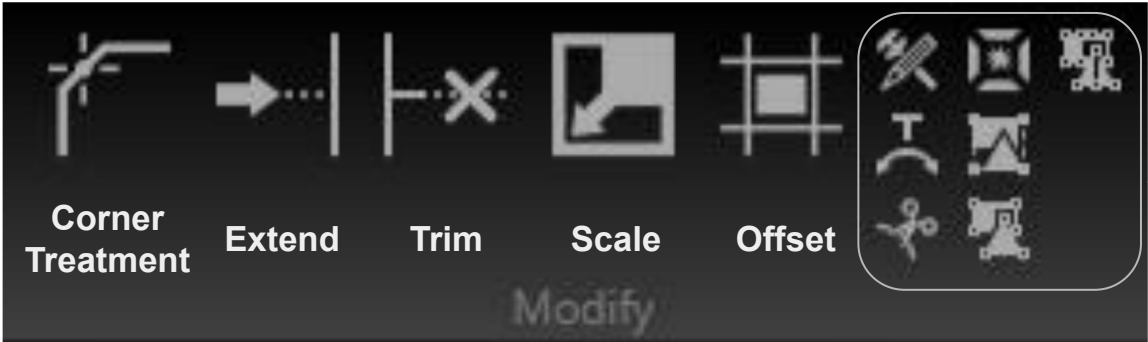 Corner
Treatment
Extend
Trim
Scale
Offset
Modify